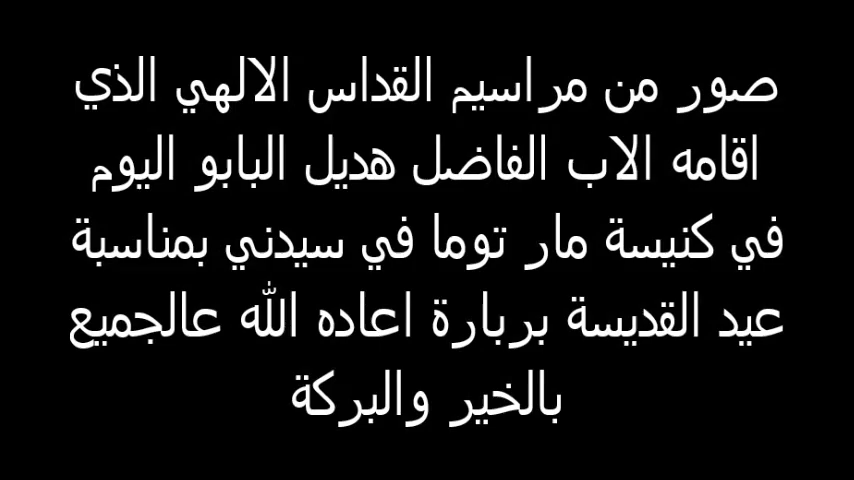 صور من مراسيم القداس الالهي الذي
اقامه الاب الفاضل هديل البابو اليوم
في كنيسة مار توما في سيدني بمناسبة
عيد القديسة بربارة اعاده الله عالجميع
بالخير والبركة